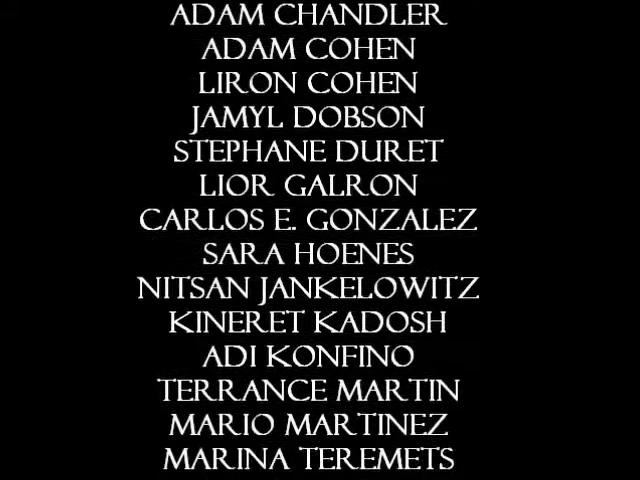 ADAM CHANDLER
ADAM COHEN
LIRON COHEN
JAMYL DOBSON
STEPHANE DURET
LIOR GALRON
CARLOS E. GONZALEZ
SARA HOENES
NITSAN JANKELOWITZ
KINERET KADOSH
ADI KONFINO
TERRANCE MARTIN
MARIO MARTINEZ
MARINA TEREMETS